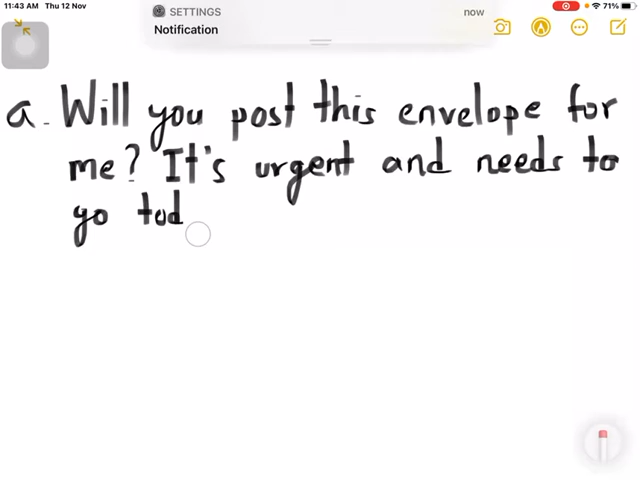 11:43 AM Thu 12 Nov
SETTINGS
now
71%
Notification
a. Will you post this envelope for
me? It's urgent and needs to
go tod